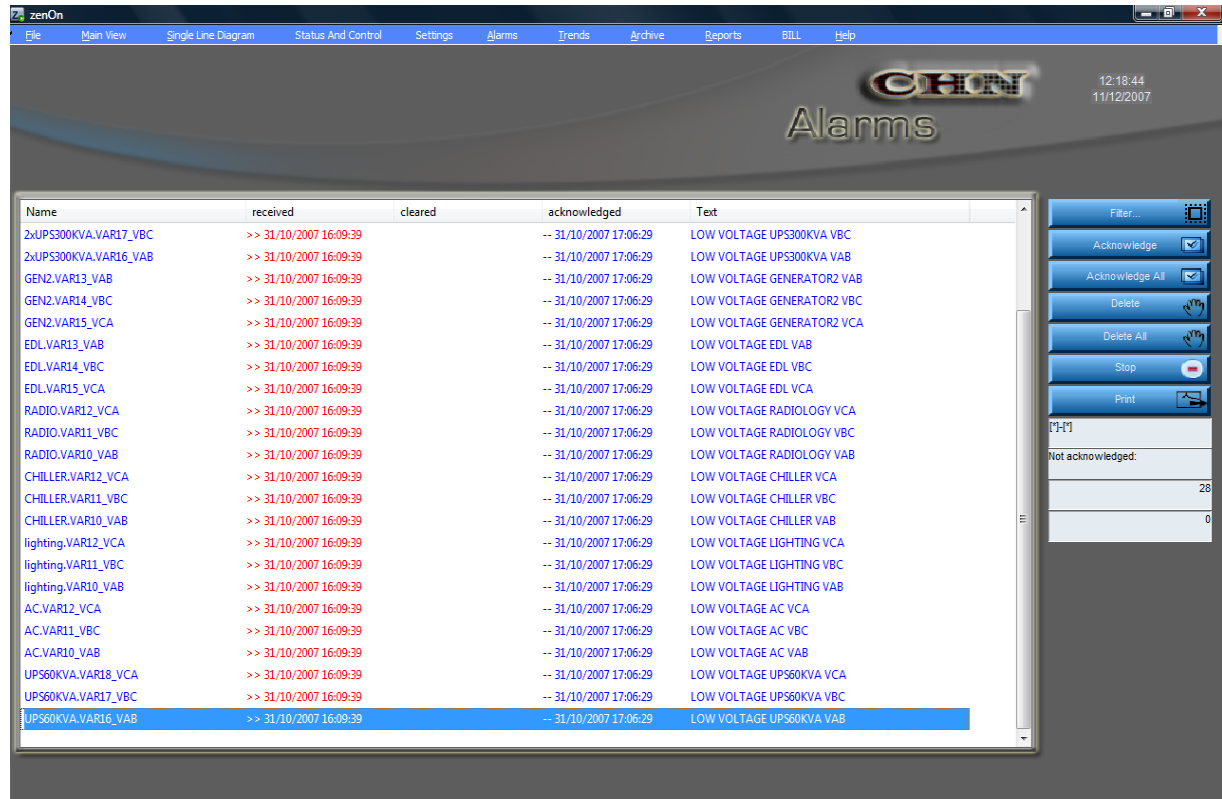 zenOn
File Main View Single Line Diagram Status And Control Settings Alarms Trends Archive Reports BILL Help
CHN
Alarms
12:18:44
11/12/2007
Name received cleared acknowledged Text
2xUPS300KVA.VAR17_VBC >> 31/10/2007 16:09:39 -- 31/10/2007 17:06:29 LOW VOLTAGE UPS300KVA VBC
2xUPS300KVA.VAR16_VAB >> 31/10/2007 16:09:39 -- 31/10/2007 17:06:29 LOW VOLTAGE UPS300KVA VAB
GEN2.VAR13_VAB >> 31/10/2007 16:09:39 -- 31/10/2007 17:06:29 LOW VOLTAGE GENERATOR2 VAB
GEN2.VAR14_VBC >> 31/10/2007 16:09:39 -- 31/10/2007 17:06:29 LOW VOLTAGE GENERATOR2 VBC
GEN2.VAR15_VCA >> 31/10/2007 16:09:39 -- 31/10/2007 17:06:29 LOW VOLTAGE GENERATOR2 VCA
EDL.VAR13_VAB >> 31/10/2007 16:09:39 -- 31/10/2007 17:06:29 LOW VOLTAGE EDL VAB
EDL.VAR14_VBC >> 31/10/2007 16:09:39 -- 31/10/2007 17:06:29 LOW VOLTAGE EDL VBC
EDL.VAR15_VCA >> 31/10/2007 16:09:39 -- 31/10/2007 17:06:29 LOW VOLTAGE EDL VCA
RADIO.VAR12_VCA >> 31/10/2007 16:09:39 -- 31/10/2007 17:06:29 LOW VOLTAGE RADIOLOGY VCA
RADIO.VAR11_VBC >> 31/10/2007 16:09:39 -- 31/10/2007 17:06:29 LOW VOLTAGE RADIOLOGY VBC
RADIO.VAR10_VAB >> 31/10/2007 16:09:39 -- 31/10/2007 17:06:29 LOW VOLTAGE RADIOLOGY VAB
CHILLER.VAR12_VCA >> 31/10/2007 16:09:39 -- 31/10/2007 17:06:29 LOW VOLTAGE CHILLER VCA
CHILLER.VAR11_VBC >> 31/10/2007 16:09:39 -- 31/10/2007 17:06:29 LOW VOLTAGE CHILLER VBC
CHILLER.VAR10_VAB >> 31/10/2007 16:09:39 -- 31/10/2007 17:06:29 LOW VOLTAGE CHILLER VAB
lighting.VAR12_VCA >> 31/10/2007 16:09:39 -- 31/10/2007 17:06:29 LOW VOLTAGE LIGHTING VCA
lighting.VAR11_VBC >> 31/10/2007 16:09:39 -- 31/10/2007 17:06:29 LOW VOLTAGE LIGHTING VBC
lighting.VAR10_VAB >> 31/10/2007 16:09:39 -- 31/10/2007 17:06:29 LOW VOLTAGE LIGHTING VAB
AC.VAR12_VCA >> 31/10/2007 16:09:39 -- 31/10/2007 17:06:29 LOW VOLTAGE AC VCA
AC.VAR11_VBC >> 31/10/2007 16:09:39 -- 31/10/2007 17:06:29 LOW VOLTAGE AC VBC
AC.VAR10_VAB >> 31/10/2007 16:09:39 -- 31/10/2007 17:06:29 LOW VOLTAGE AC VAB
UPS60KVA.VAR18_VCA >> 31/10/2007 16:09:39 -- 31/10/2007 17:06:29 LOW VOLTAGE UPS60KVA VCA
UPS60KVA.VAR17_VBC >> 31/10/2007 16:09:39 -- 31/10/2007 17:06:29 LOW VOLTAGE UPS60KVA VBC
UPS60KVA.VAR16_VAB >> 31/10/2007 16:09:39 -- 31/10/2007 17:06:29 LOW VOLTAGE UPS60KVA VAB
Filter...
Acknowledge
Acknowledge All
Delete
Delete All
Stop
Print
[*]-[*]
Not acknowledged:
28
0